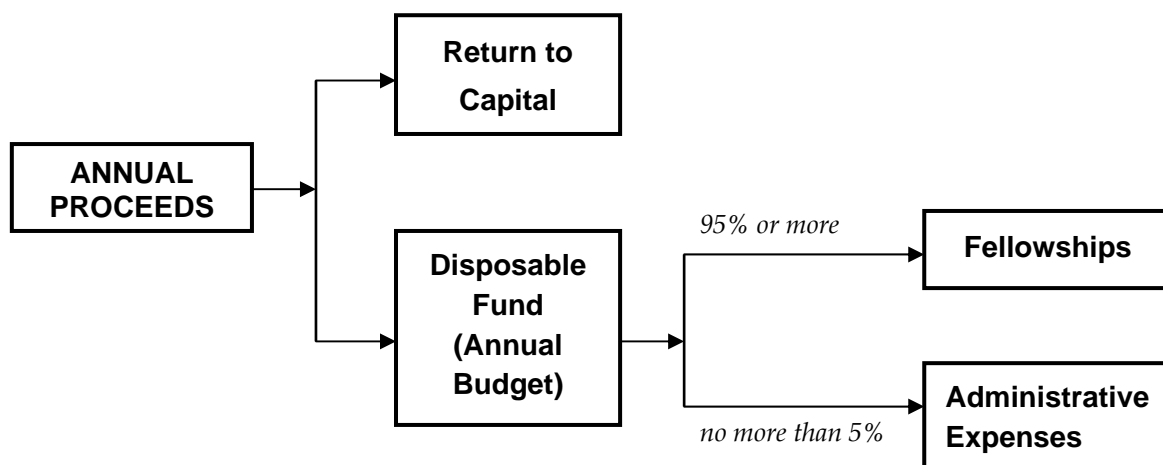 Return to
Capital
ANNUAL
PROCEEDS
Disposable
Fund
(Annual
Budget)
95% or more
Fellowships
no more than 5%
Administrative
Expenses